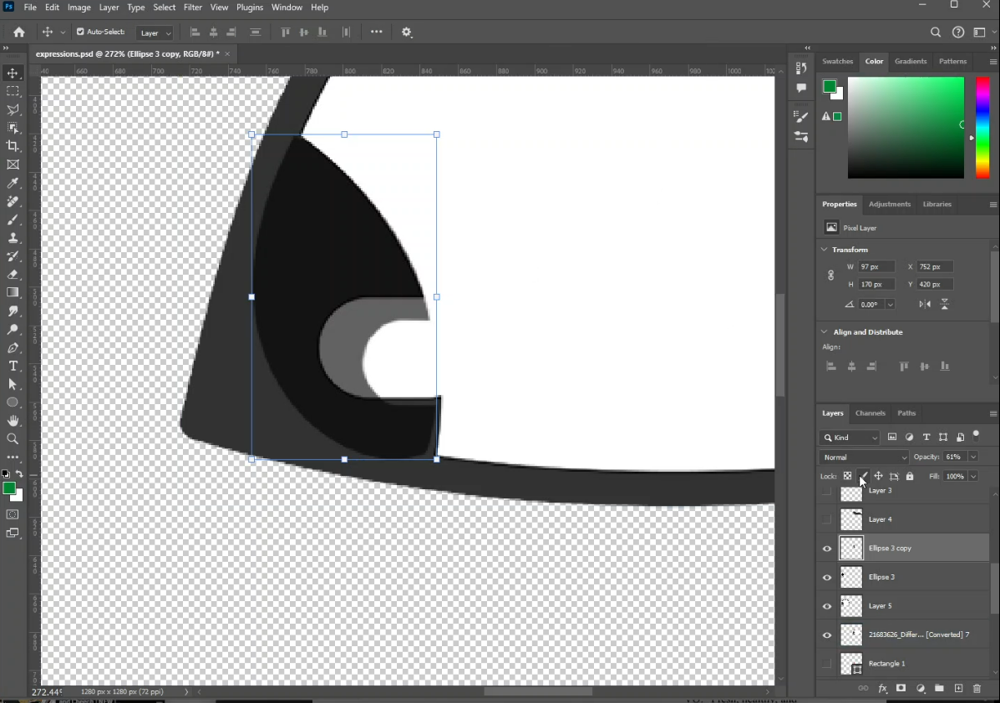 Ps File Edit Image Layer Type Select Filter View Plugins Window Help
Auto-Select: Layer
expressions.psd @ 272% (Ellipse 3 copy, RGB/8#) *
40 660 680 700 720 740 760 780 800 820 840 860 880 900 920 940 960 980 1000
Swatches Color Gradients Patterns
Properties Adjustments Libraries
Pixel Layer
Transform
W 97 px X 752 px
H 170 px Y 420 px
0.00°
Align and Distribute
Align:
Layers Channels Paths
Kind
Normal Opacity: 61%
Lock: Fill: 100%
Layer 3
Layer 4
Ellipse 3 copy
Ellipse 3
Layer 5
21683626_Differ... [Converted] 7
Rectangle 1
fx
272.44% 1280 px x 1280 px (72 ppi)